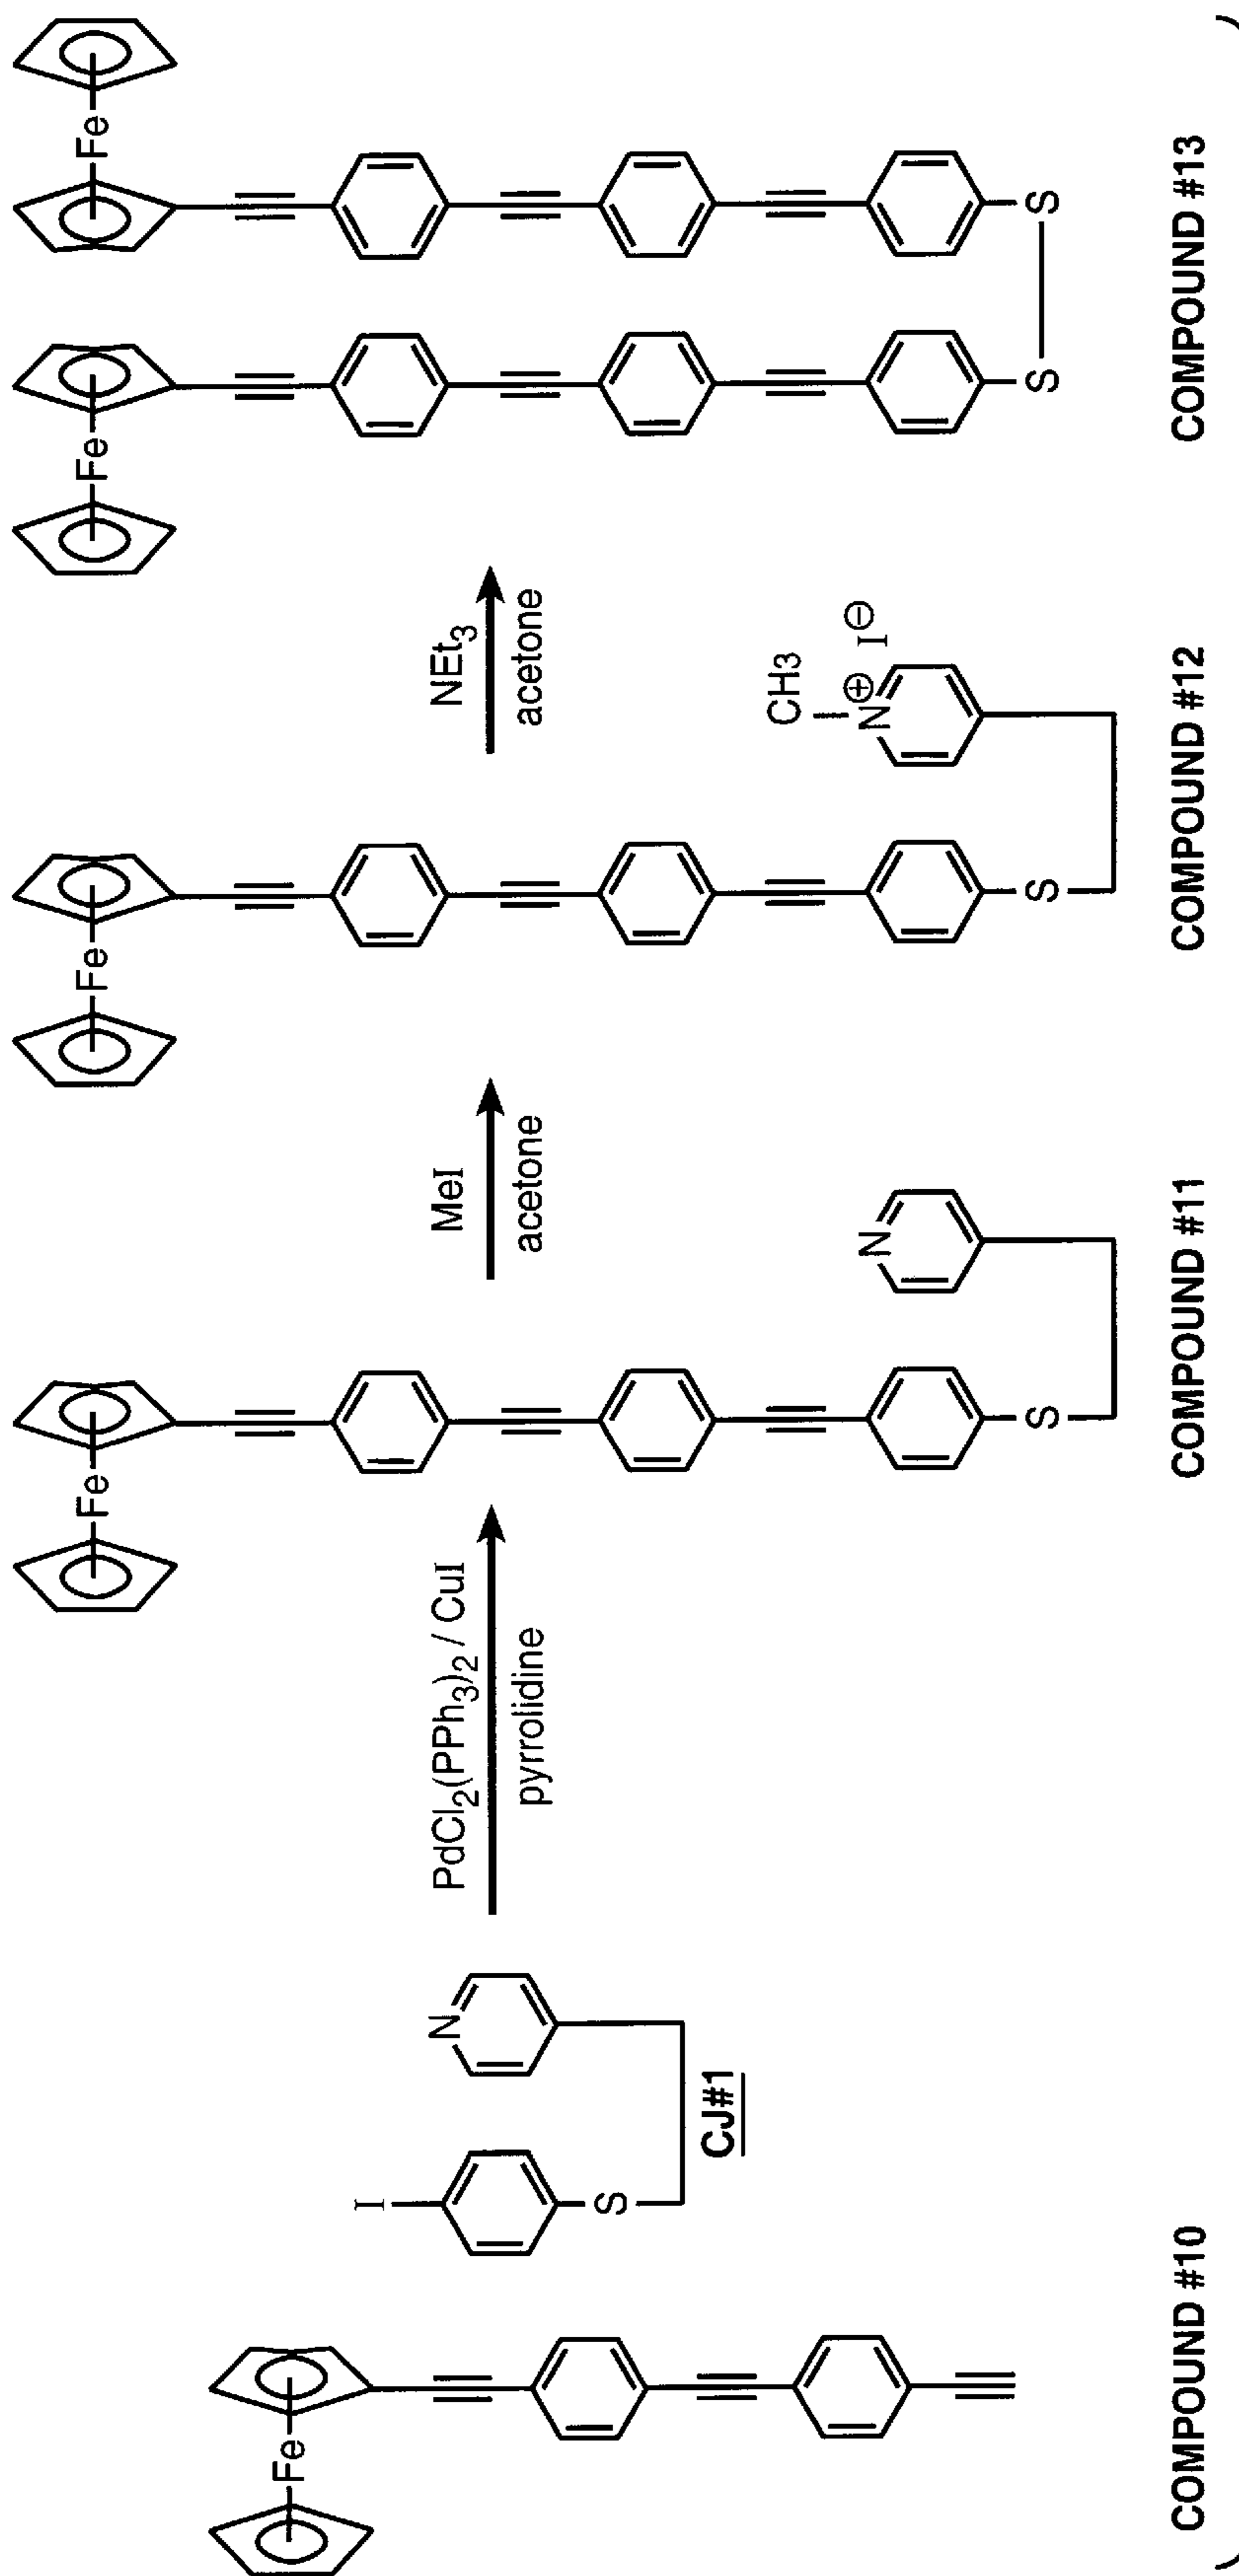 Fe
COMPOUND #10
I
N
S
CJ#1
PdCl2(PPh3)2 / CuI
pyrrolidine
Fe
N
S
COMPOUND #11
MeI
acetone
Fe
CH3
N⊕
I⊖
S
COMPOUND #12
NEt3
acetone
Fe
Fe
S
S
COMPOUND #13